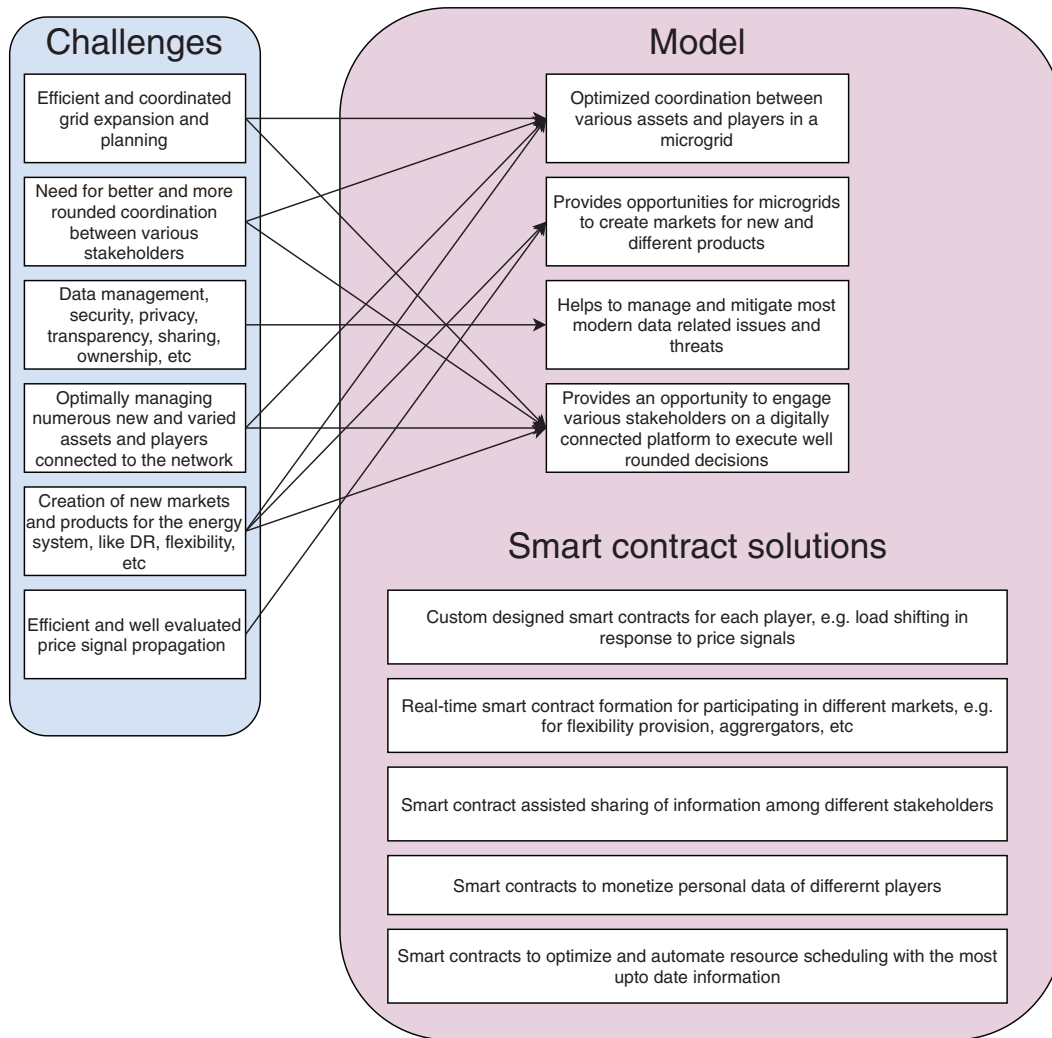 Challenges
Efficient and coordinated
grid expansion and
planning
Need for better and more
rounded coordination
between various
stakeholders
Data management,
security, privacy,
transparency, sharing,
ownership, etc
Optimally managing
numerous new and varied
assets and players
connected to the network
Creation of new markets
and products for the energy
system, like DR, flexibility,
etc
Efficient and well evaluated
price signal propagation
Model
Optimized coordination between
various assets and players in a
microgrid
Provides opportunities for microgrids
to create markets for new and
different products
Helps to manage and mitigate most
modern data related issues and
threats
Provides an opportunity to engage
various stakeholders on a digitally
connected platform to execute well
rounded decisions
Smart contract solutions
Custom designed smart contracts for each player, e.g. load shifting in
response to price signals
Real-time smart contract formation for participating in different markets, e.g.
for flexibility provision, aggrergators, etc
Smart contract assisted sharing of information among different stakeholders
Smart contracts to monetize personal data of differernt players
Smart contracts to optimize and automate resource scheduling with the most
upto date information